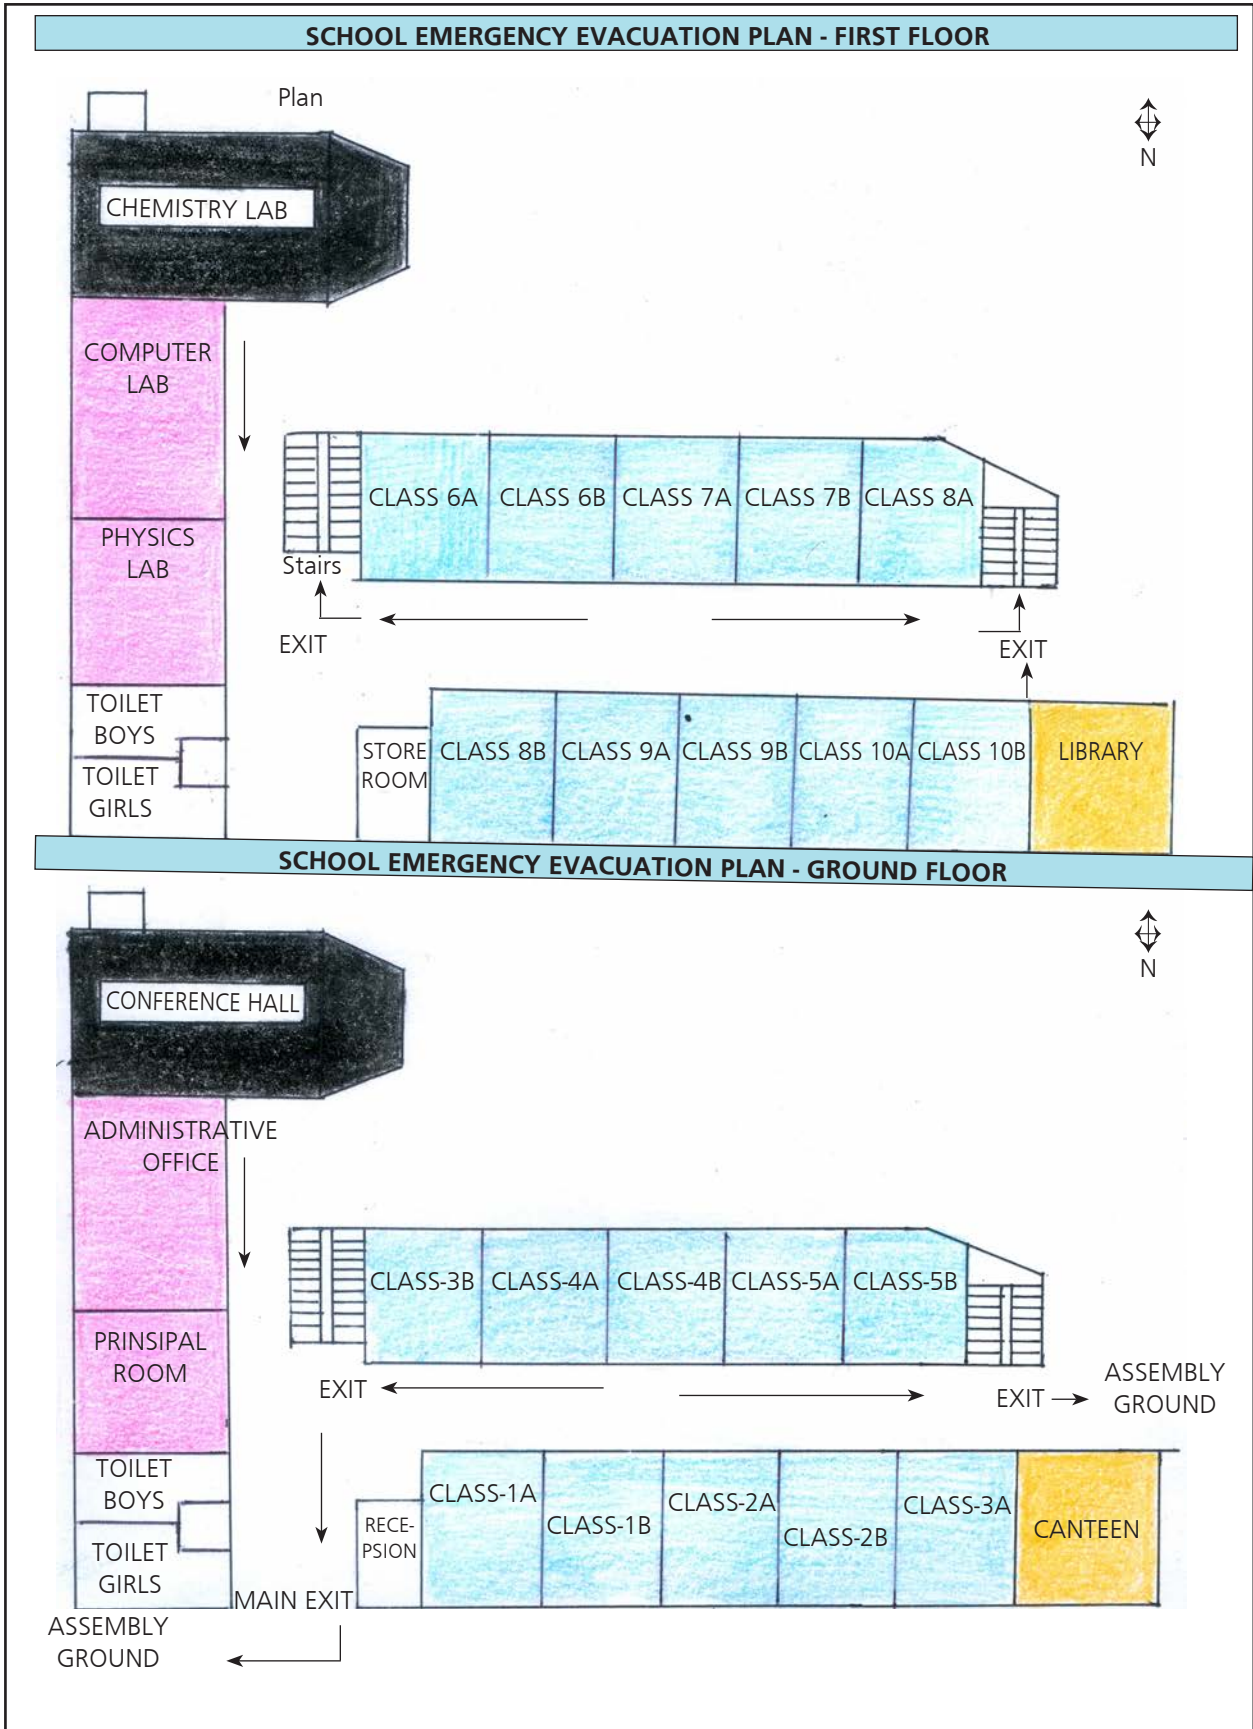 SCHOOL EMERGENCY EVACUATION PLAN - FIRST FLOOR
Plan
N
CHEMISTRY LAB
COMPUTER
LAB
PHYSICS
LAB
TOILET
BOYS
TOILET
GIRLS
CLASS 6A
CLASS 6B
CLASS 7A
CLASS 7B
CLASS 8A
Stairs
EXIT
EXIT
STORE
ROOM
CLASS 8B
CLASS 9A
CLASS 9B
CLASS 10A
CLASS 10B
LIBRARY
SCHOOL EMERGENCY EVACUATION PLAN - GROUND FLOOR
N
CONFERENCE HALL
ADMINISTRATIVE
OFFICE
PRINSIPAL
ROOM
TOILET
BOYS
TOILET
GIRLS
CLASS-3B
CLASS-4A
CLASS-4B
CLASS-5A
CLASS-5B
EXIT
EXIT
ASSEMBLY
GROUND
RECE-
PSION
CLASS-1A
CLASS-1B
CLASS-2A
CLASS-2B
CLASS-3A
CANTEEN
MAIN EXIT
ASSEMBLY
GROUND